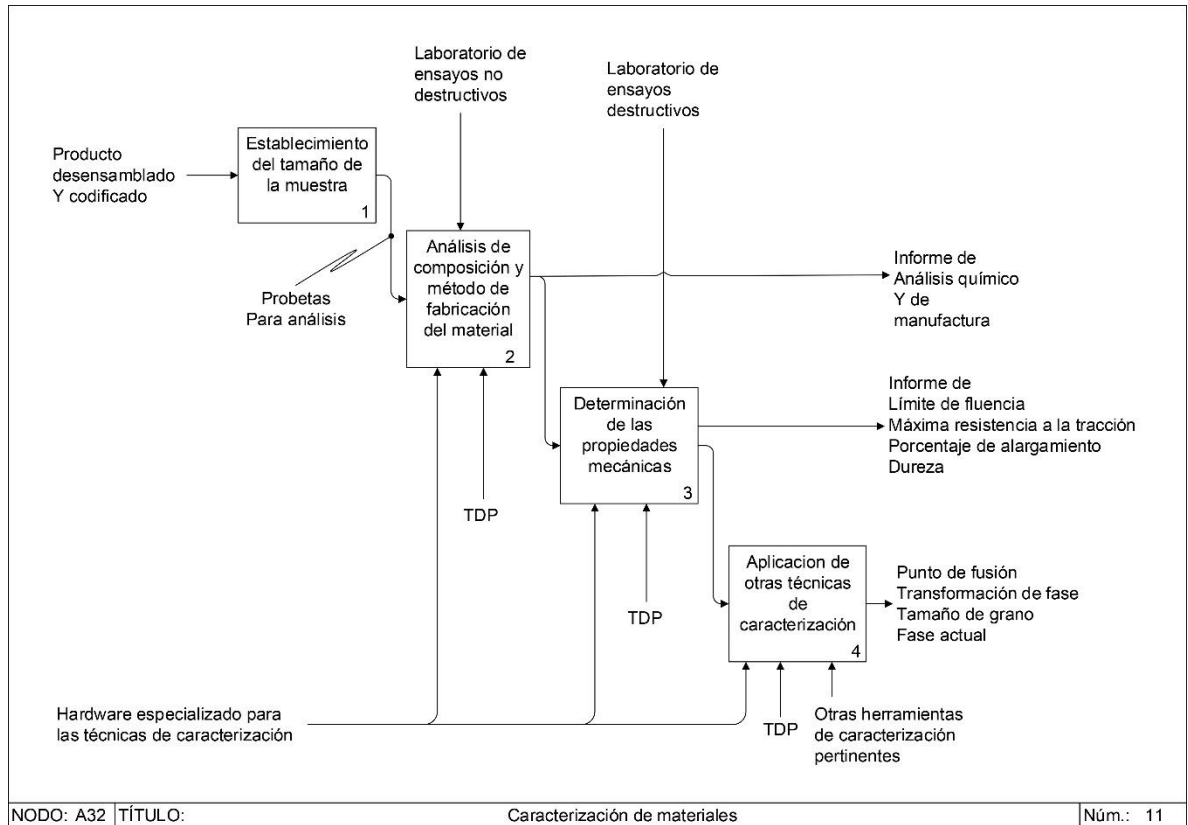 Laboratorio de
ensayos no
destructivos
Laboratorio de
ensayos
destructivos
Producto
desensamblado
Y codificado
Establecimiento
del tamaño de
la muestra
1
Probetas
Para análisis
Análisis de
composición y
método de
fabricación
del material
2
Informe de
Análisis químico
Y de
manufactura
TDP
Determinación
de las
propiedades
mecánicas
3
Informe de
Límite de fluencia
Máxima resistencia a la tracción
Porcentaje de alargamiento
Dureza
TDP
Aplicacion de
otras técnicas
de
caracterización
4
Punto de fusión
Transformación de fase
Tamaño de grano
Fase actual
Hardware especializado para
las técnicas de caracterización
TDP
Otras herramientas
de caracterización
pertinentes
NODO: A32 TÍTULO: Caracterización de materiales Núm.: 11